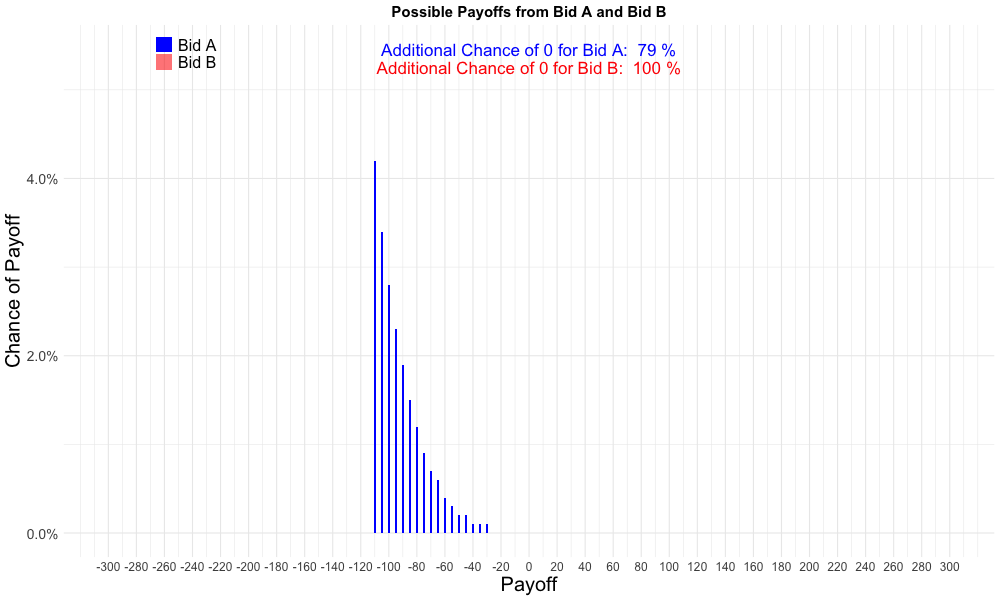 Possible Payoffs from Bid A and Bid B
Bid A
Bid B
Additional Chance of 0 for Bid A:  79 %
Additional Chance of 0 for Bid B:  100 %
Chance of Payoff
4.0%
2.0%
0.0%
-300 -280 -260 -240 -220 -200 -180 -160 -140 -120 -100 -80 -60 -40 -20 0 20 40 60 80 100 120 140 160 180 200 220 240 260 280 300
Payoff